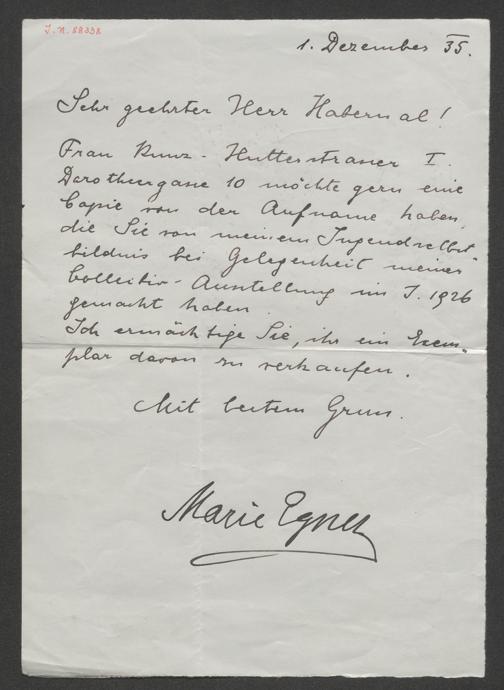 I.N. 88338
1. Dezember 35.
Sehr geehrter Herr Habernal!
Frau Kunz-Hutterstrasser I.
Dorotheergasse 10 möchte gern eine
Copie von der Aufname haben,
die Sie von meinem Jugendselbst-
bildnis bei Gelegenheit meiner
Collectiv-Ausstellung im J. 1926
gemacht haben.
Ich ermächtige Sie, ihr ein Exem-
plar davon zu verkaufen.
Mit bestem Gruss.
Marie Egner